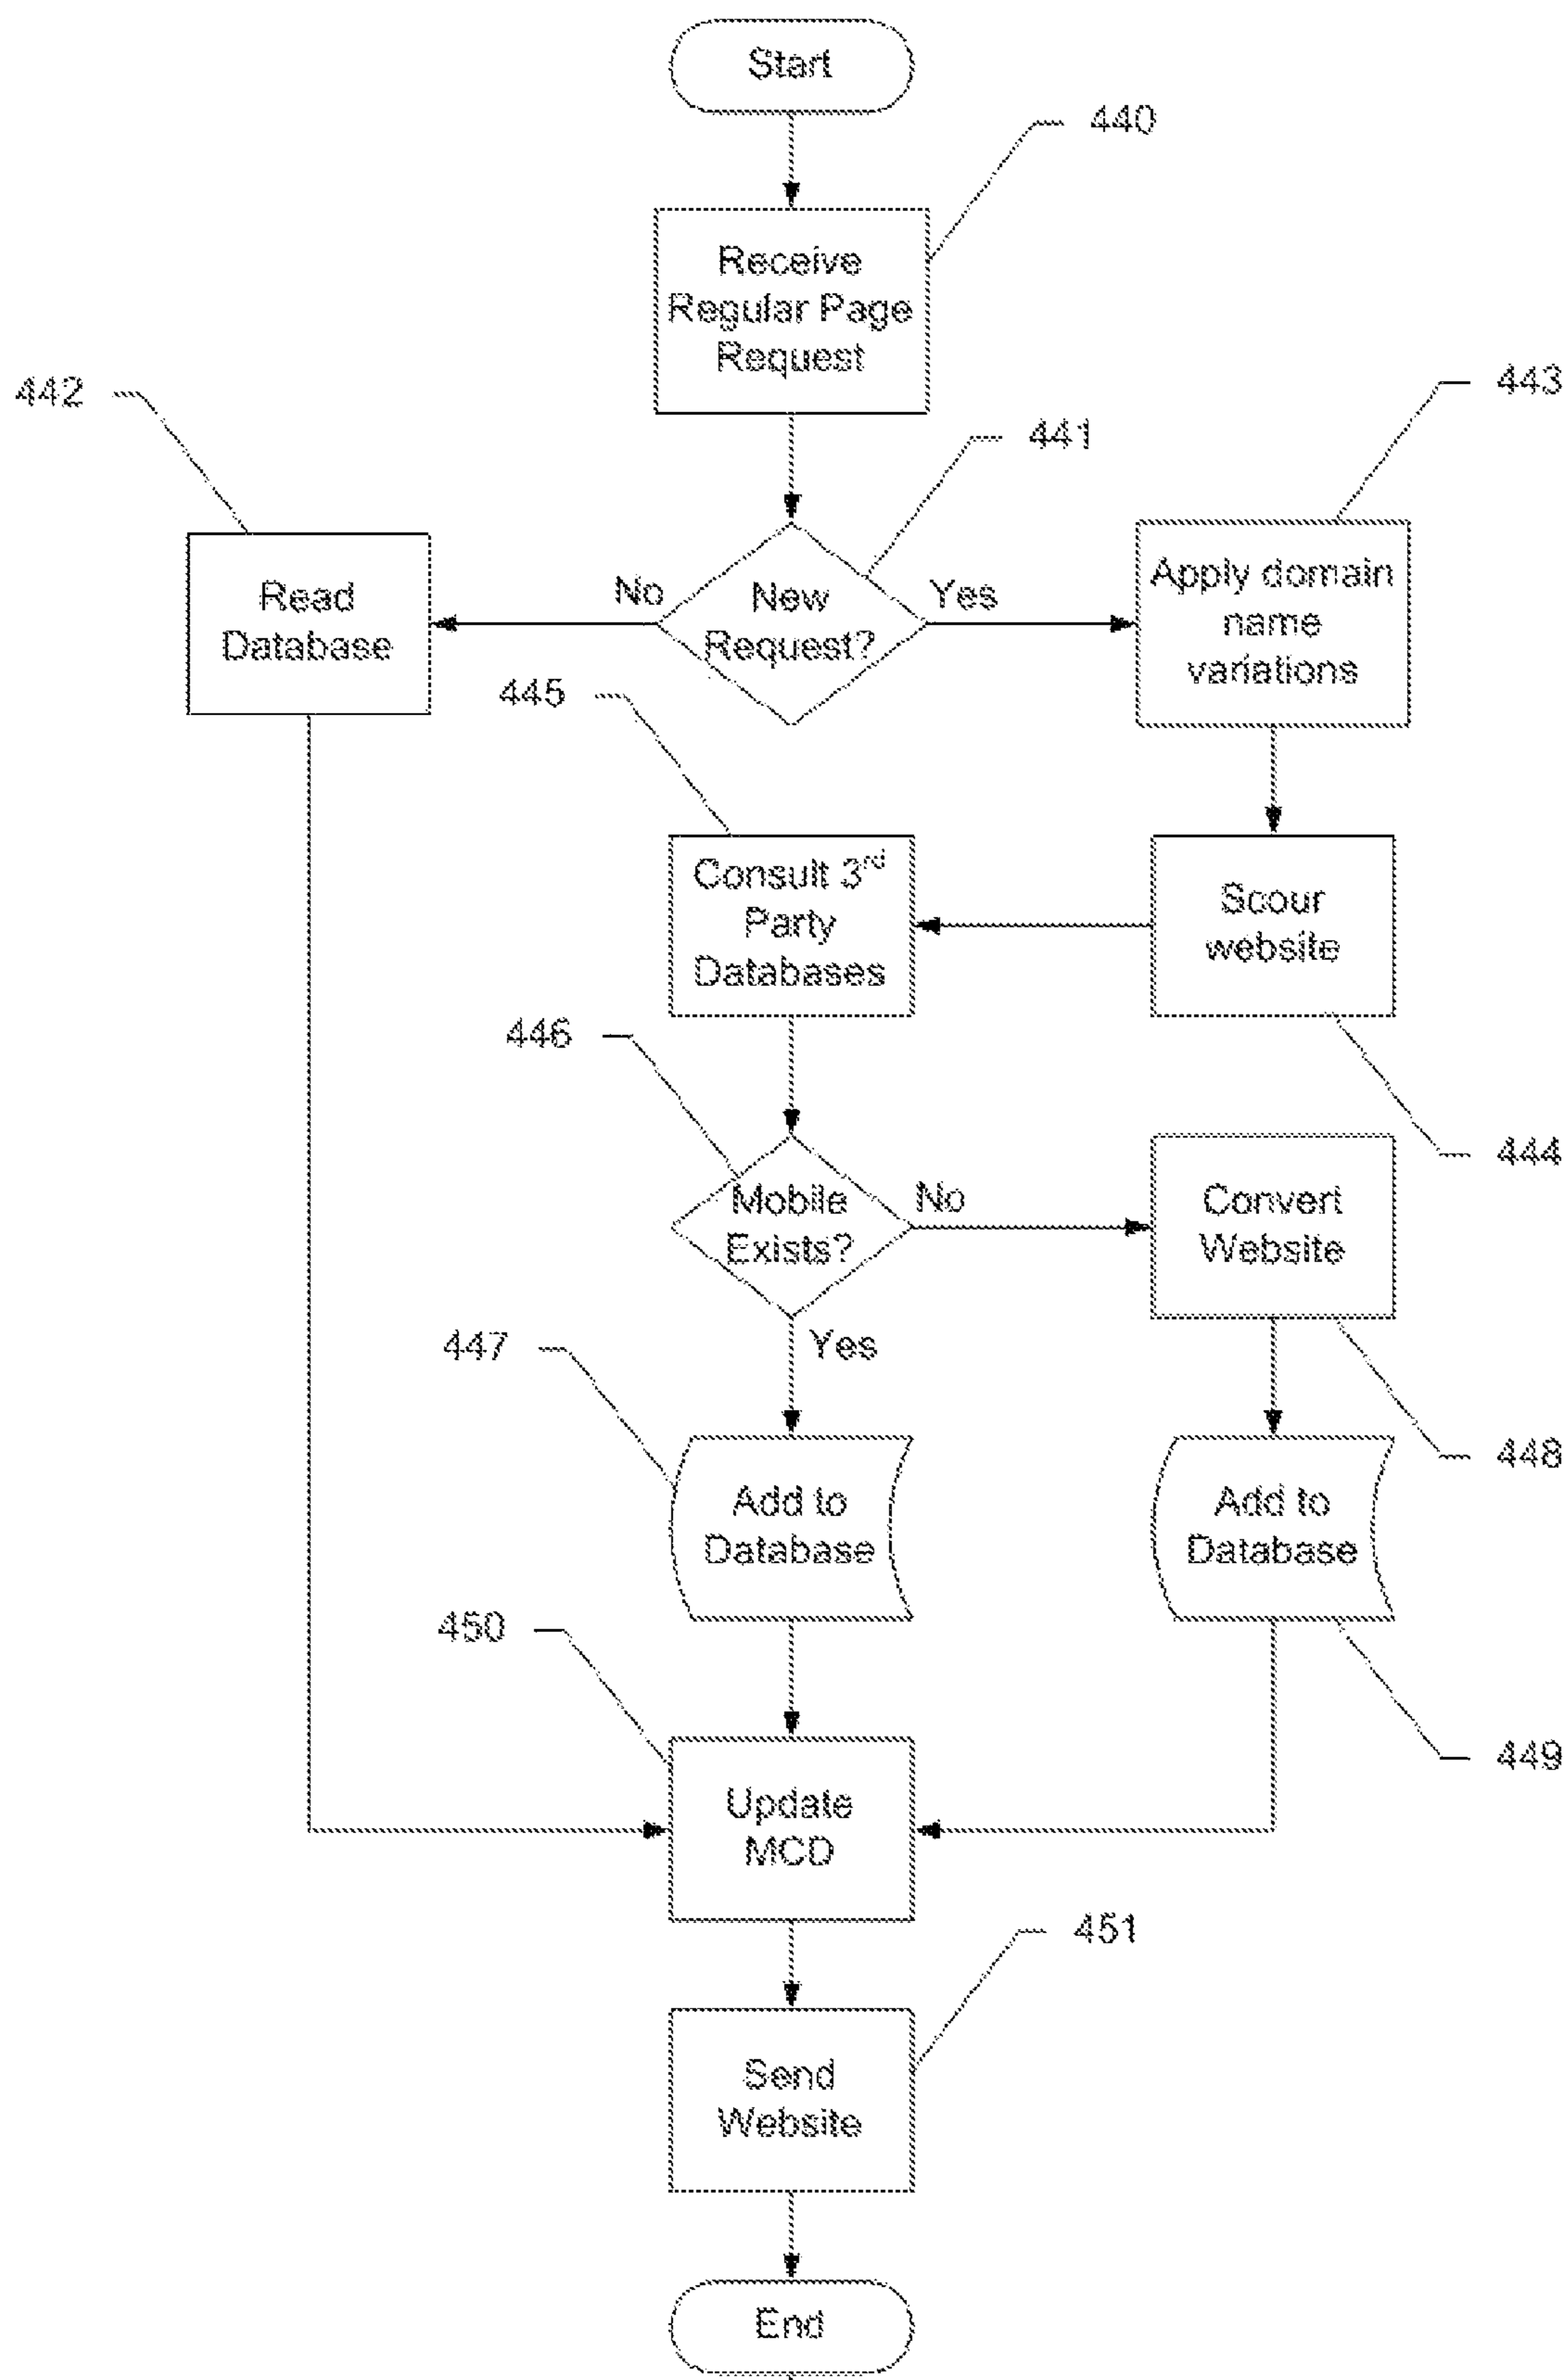 Start
440
Receive
Regular Page
Request
442
443
441
Read
Database
No
New
Request?
Yes
Apply domain
name
variations
445
Consult 3rd
Party
Databases
Scour
website
446
444
Mobile
Exists?
No
Convert
Website
447
Yes
448
Add to
Database
Add to
Database
450
449
Update
MCD
451
Send
Website
End